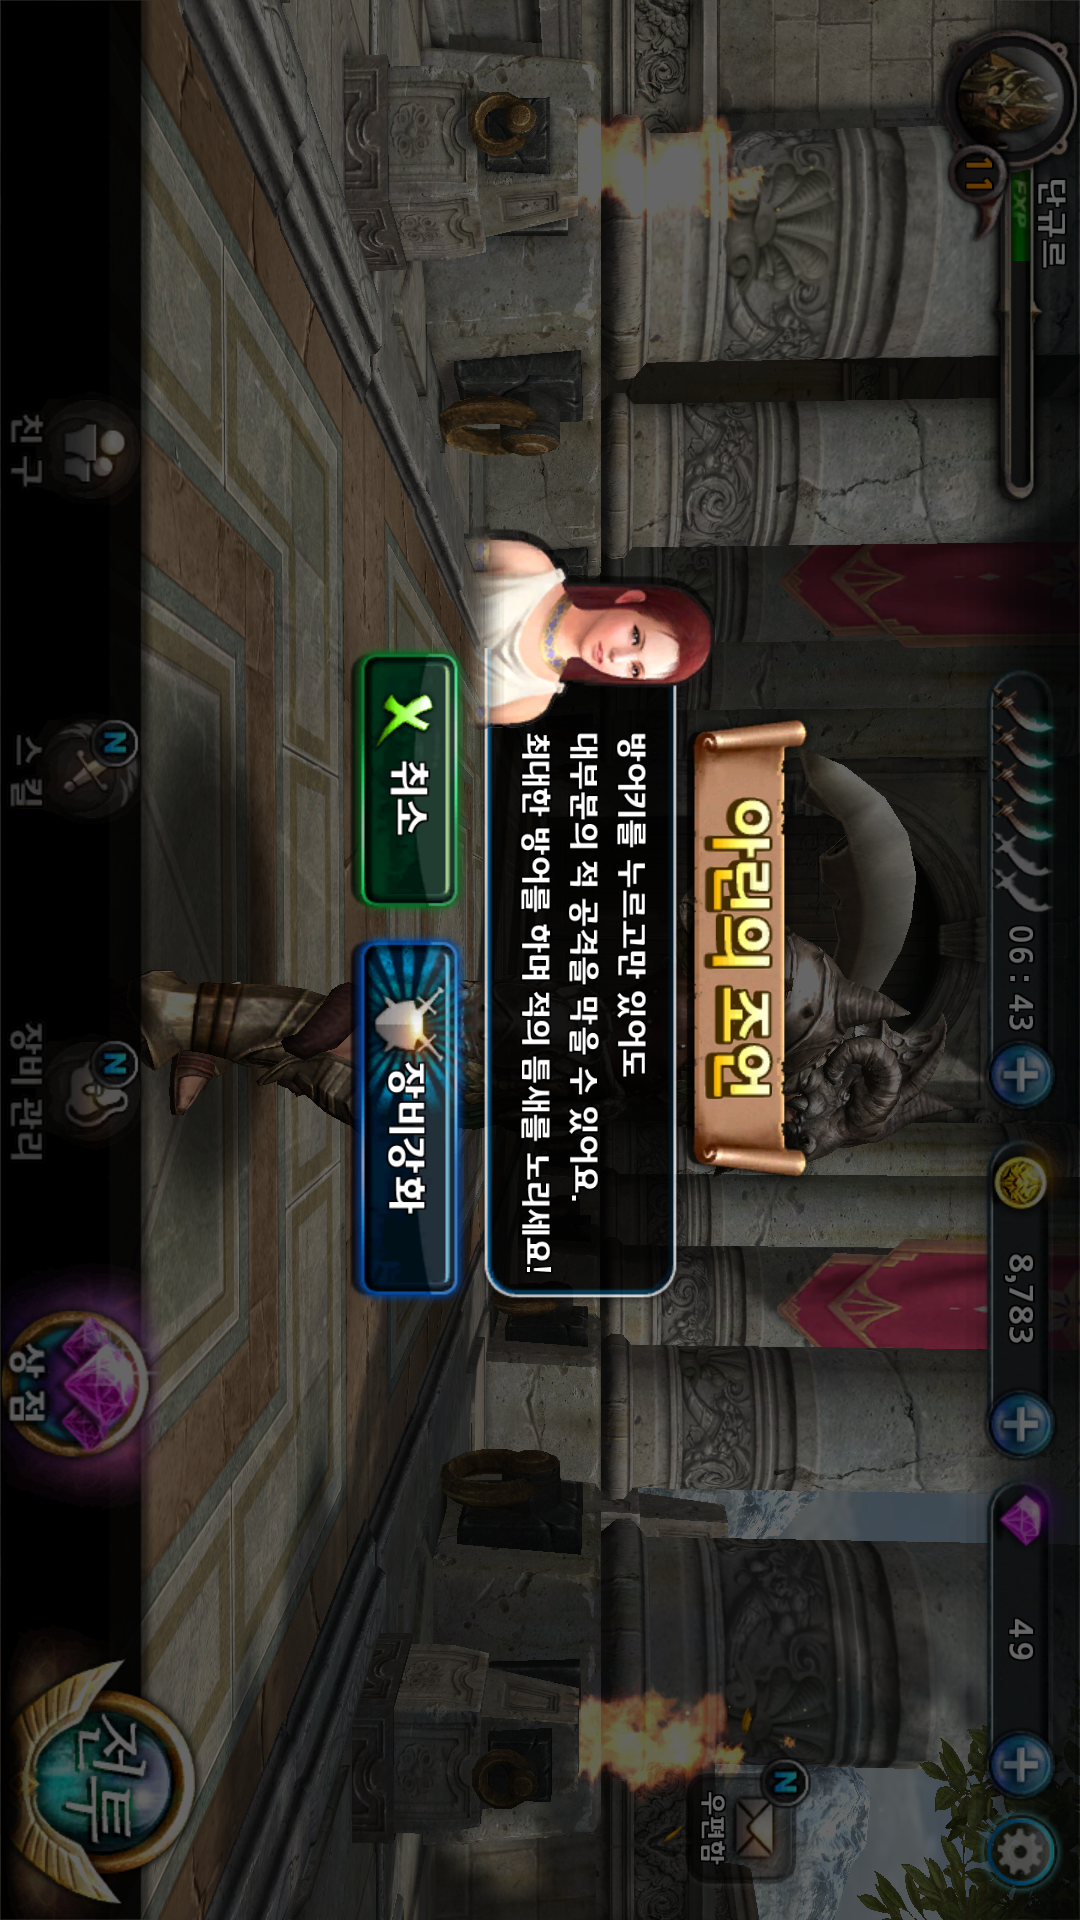 단규르
11
EXP
06 : 43
8,783
49
아린의 조언
방어키를 누르고만 있어도
대부분의 적 공격을 막을 수 있어요.
최대한 방어를 하며 적의 틈새를 노리세요!
취소
장비강화
N
우편함
친구
N
스킬
N
장비 관리
상점
전투